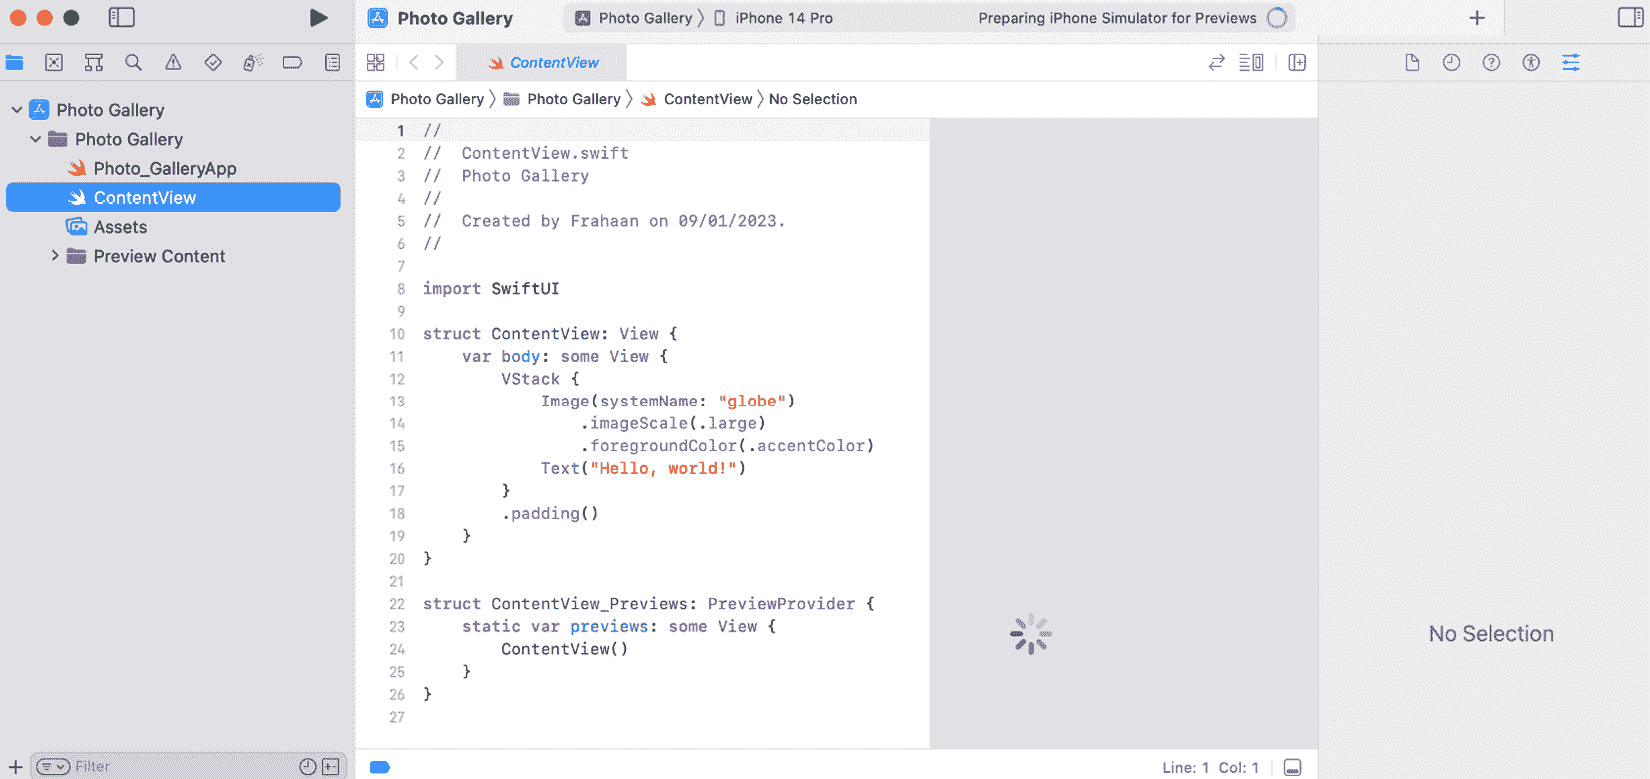 Photo Gallery
Photo Gallery
iPhone 14 Pro
Preparing iPhone Simulator for Previews
ContentView
Photo Gallery
Photo Gallery
Photo_GalleryApp
ContentView
Assets
Preview Content
Filter
Photo Gallery
Photo Gallery
ContentView
No Selection
1 //
2 //  ContentView.swift
3 //  Photo Gallery
4 //
5 //  Created by Frahaan on 09/01/2023.
6 //
7
8 import SwiftUI
9
10 struct ContentView: View {
11     var body: some View {
12         VStack {
13             Image(systemName: "globe")
14                 .imageScale(.large)
15                 .foregroundColor(.accentColor)
16             Text("Hello, world!")
17         }
18         .padding()
19     }
20 }
21
22 struct ContentView_Previews: PreviewProvider {
23     static var previews: some View {
24         ContentView()
25     }
26 }
27
No Selection
Line: 1 Col: 1